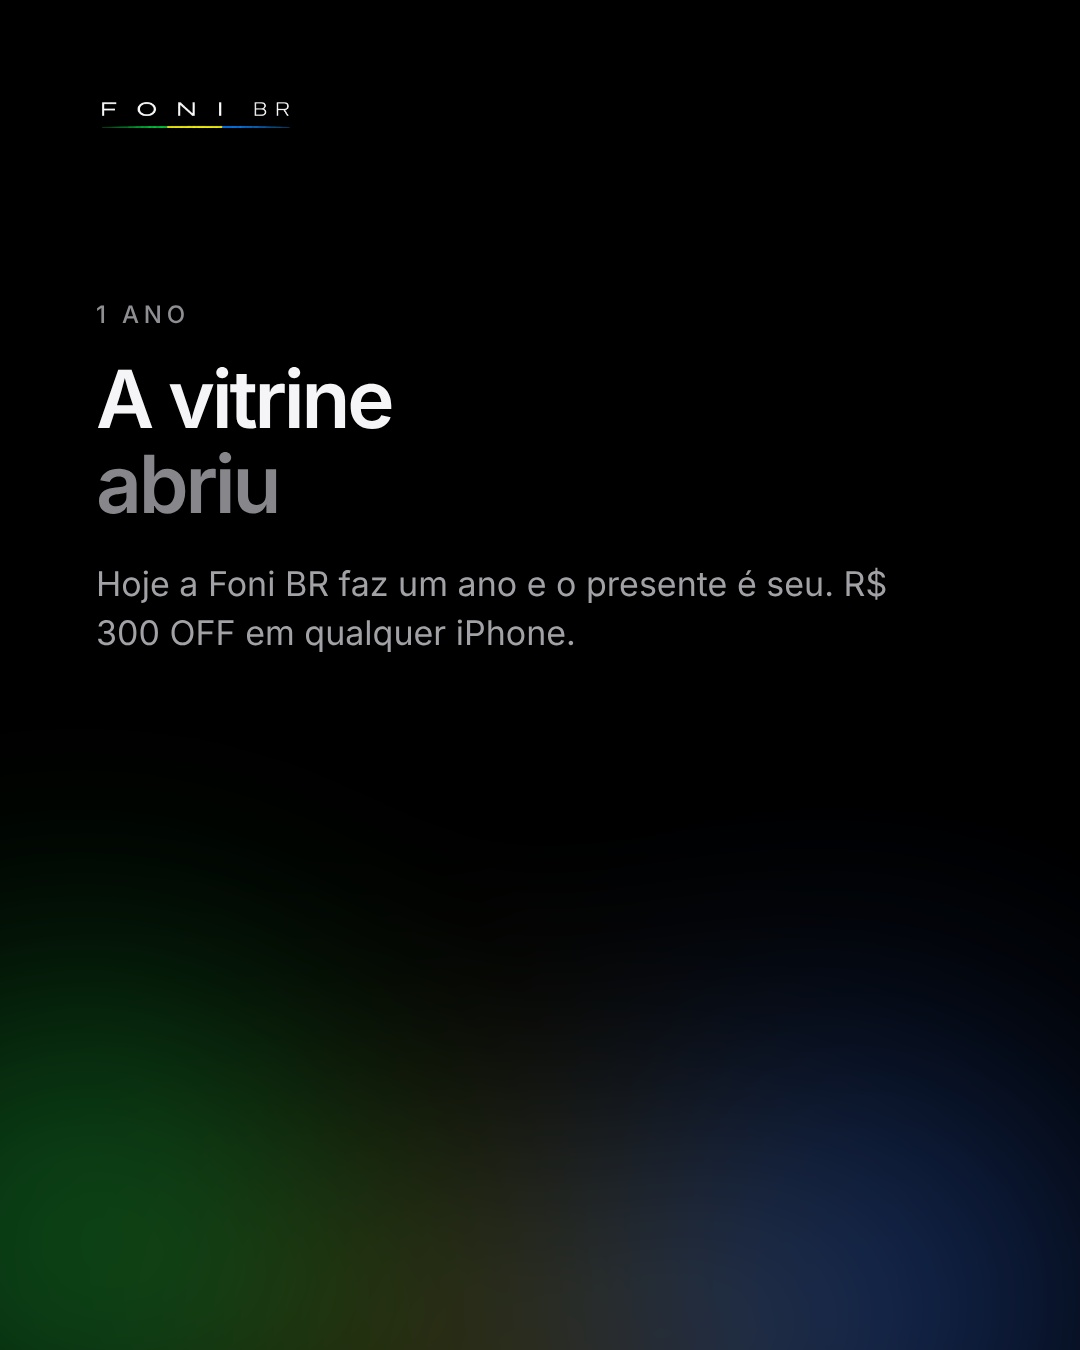 FONI BR
1 ANO
A vitrine
abriu
Hoje a Foni BR faz um ano e o presente é seu. R$
300 OFF em qualquer iPhone.